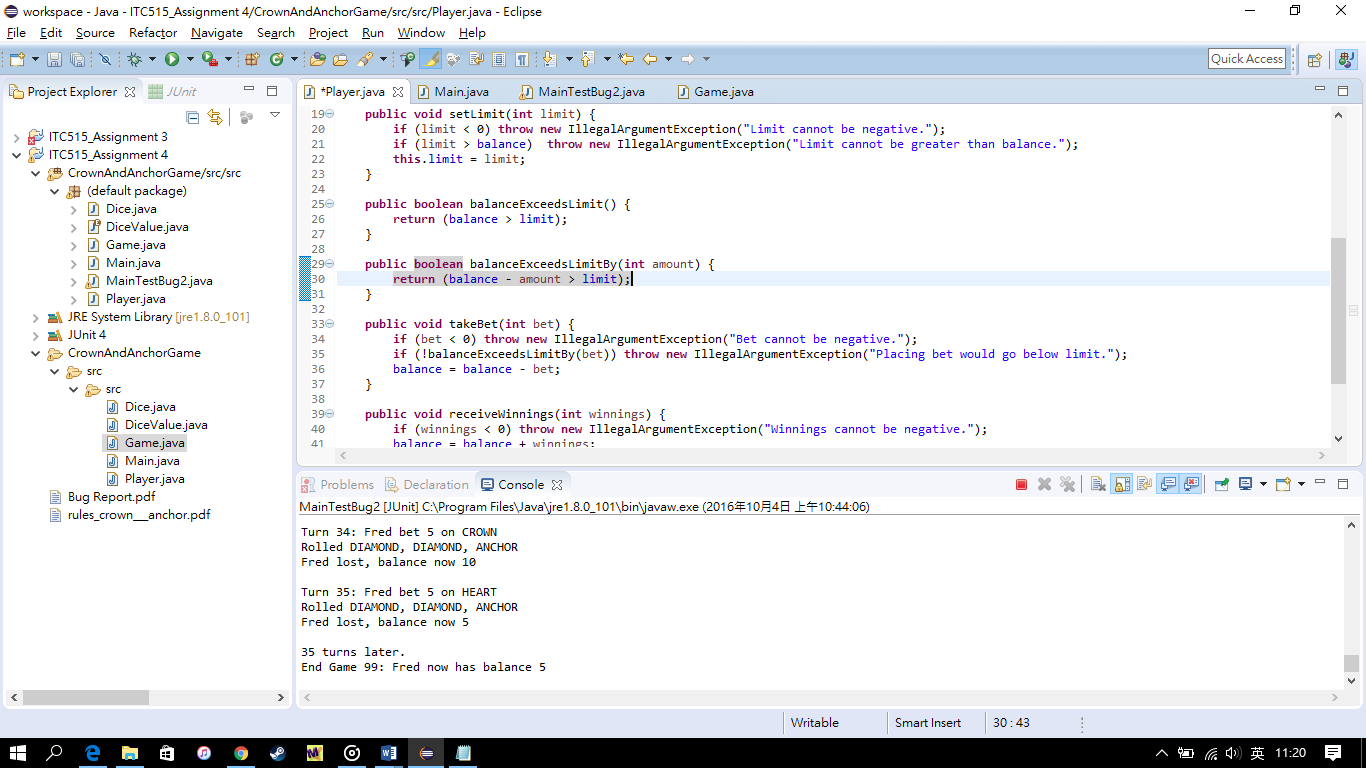 workspace - Java - ITC515_Assignment 4/CrownAndAnchorGame/src/src/Player.java - Eclipse
File Edit Source Refactor Navigate Search Project Run Window Help
Quick Access
Project Explorer JUnit
ITC515_Assignment 3
ITC515_Assignment 4
CrownAndAnchorGame/src/src
(default package)
Dice.java
DiceValue.java
Game.java
Main.java
MainTestBug2.java
Player.java
JRE System Library [jre1.8.0_101]
JUnit 4
CrownAndAnchorGame
src
src
Dice.java
DiceValue.java
Game.java
Main.java
Player.java
Bug Report.pdf
rules_crown__anchor.pdf
*Player.java Main.java MainTestBug2.java Game.java
19 public void setLimit(int limit) {
20 if (limit < 0) throw new IllegalArgumentException("Limit cannot be negative.");
21 if (limit > balance)  throw new IllegalArgumentException("Limit cannot be greater than balance.");
22 this.limit = limit;
23 }
24
25 public boolean balanceExceedsLimit() {
26 return (balance > limit);
27 }
28
29 public boolean balanceExceedsLimitBy(int amount) {
30 return (balance - amount > limit);
31 }
32
33 public void takeBet(int bet) {
34 if (bet < 0) throw new IllegalArgumentException("Bet cannot be negative.");
35 if (!balanceExceedsLimitBy(bet)) throw new IllegalArgumentException("Placing bet would go below limit.");
36 balance = balance - bet;
37 }
38
39 public void receiveWinnings(int winnings) {
40 if (winnings < 0) throw new IllegalArgumentException("Winnings cannot be negative.");
41 balance = balance + winnings;
Problems Declaration Console
MainTestBug2 [JUnit] C:\Program Files\Java\jre1.8.0_101\bin\javaw.exe (2016年10月4日 上午10:44:06)
Turn 34: Fred bet 5 on CROWN
Rolled DIAMOND, DIAMOND, ANCHOR
Fred lost, balance now 10
Turn 35: Fred bet 5 on HEART
Rolled DIAMOND, DIAMOND, ANCHOR
Fred lost, balance now 5
35 turns later.
End Game 99: Fred now has balance 5
Writable Smart Insert 30 : 43
英 11:20